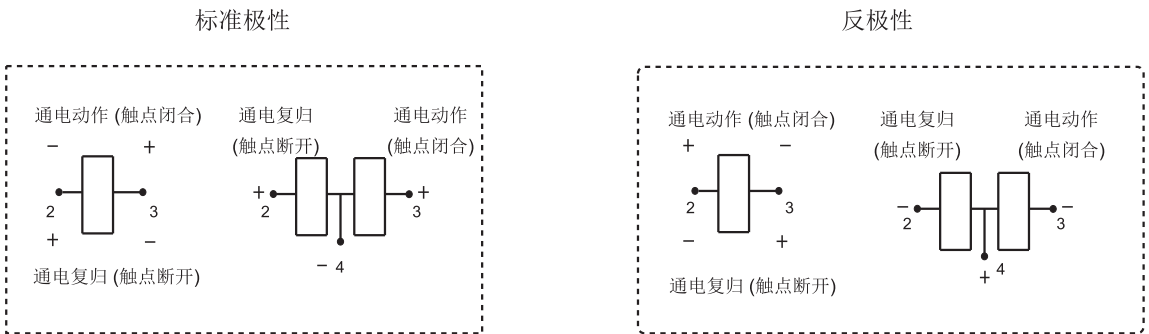 标准极性
通电动作 (触点闭合)
− +
2 3
+ −
通电复归 (触点断开)
通电复归
(触点断开)
通电动作
(触点闭合)
+ +
2 3
− 4
反极性
通电动作 (触点闭合)
+ −
2 3
− +
通电复归 (触点断开)
通电复归
(触点断开)
通电动作
(触点闭合)
− −
2 3
+ 4